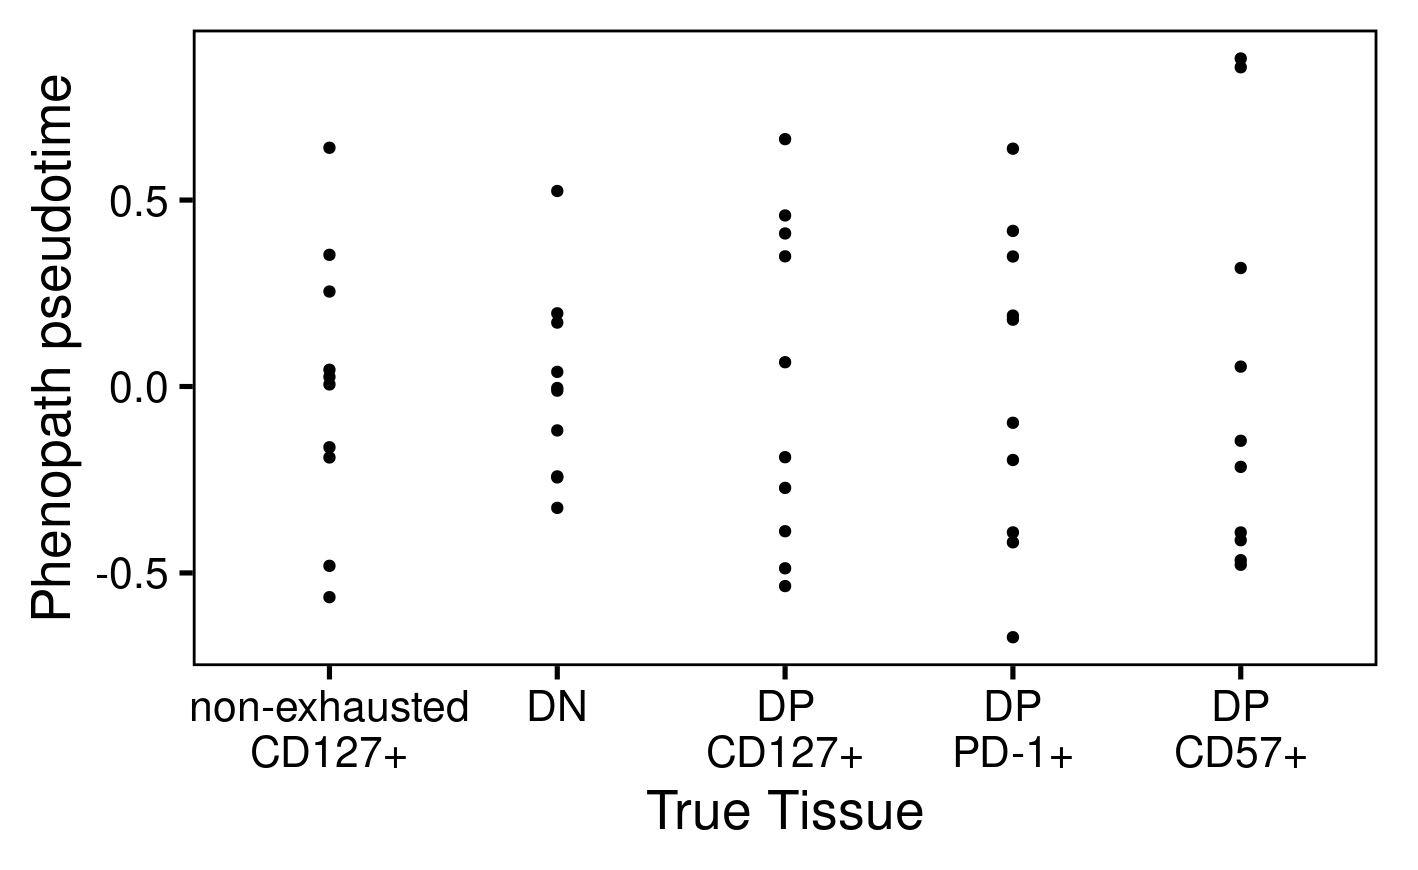 Phenopath pseudotime
0.5
0.0
-0.5
non-exhausted
CD127+
DN
DP
CD127+
DP
PD-1+
DP
CD57+
True Tissue